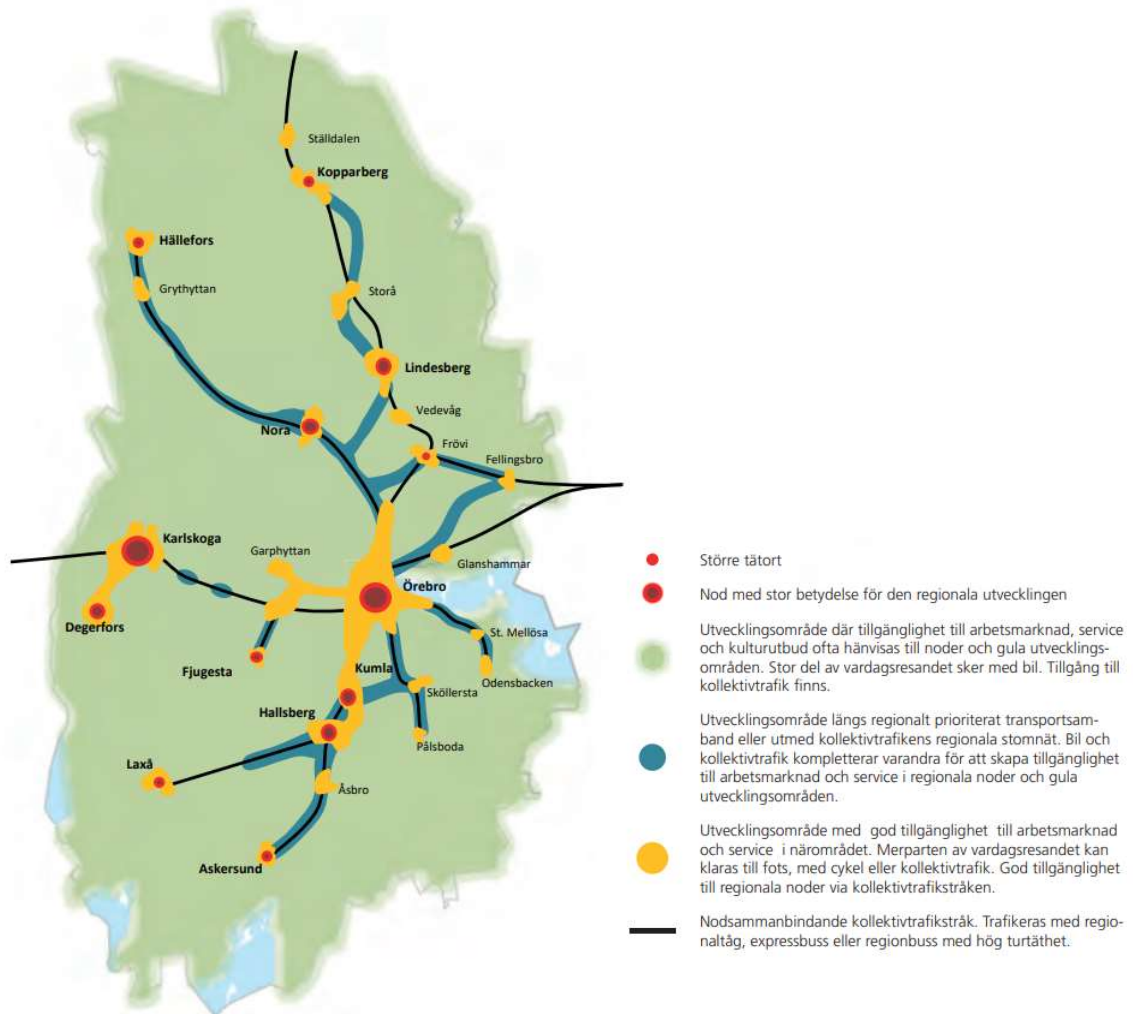 Ställdalen
Kopparberg
Hällefors
Grythyttan
Storå
Lindesberg
Vedevåg
Nora
Frövi
Fellingsbro
Karlskoga
Garphyttan
Glanshammar
Örebro
Degerfors
St. Mellösa
Fjugesta
Kumla
Odensbacken
Sköllersta
Hallsberg
Pålsboda
Laxå
Åsbro
Askersund
Större tätort
Nod med stor betydelse för den regionala utvecklingen
Utvecklingsområde där tillgänglighet till arbetsmarknad, service
och kulturutbud ofta hänvisas till noder och gula utvecklings-
områden. Stor del av vardagsresandet sker med bil. Tillgång till
kollektivtrafik finns.
Utvecklingsområde längs regionalt prioriterat transportsam-
band eller utmed kollektivtrafikens regionala stomnät. Bil och
kollektivtrafik kompletterar varandra för att skapa tillgänglighet
till arbetsmarknad och service i regionala noder och gula
utvecklingsområden.
Utvecklingsområde med god tillgänglighet till arbetsmarknad
och service i närområdet. Merparten av vardagsresandet kan
klaras till fots, med cykel eller kollektivtrafik. God tillgänglighet
till regionala noder via kollektivtrafikstråken.
Nodsammanbindande kollektivtrafikstråk. Trafikeras med regio-
naltåg, expressbuss eller regionbuss med hög turtäthet.